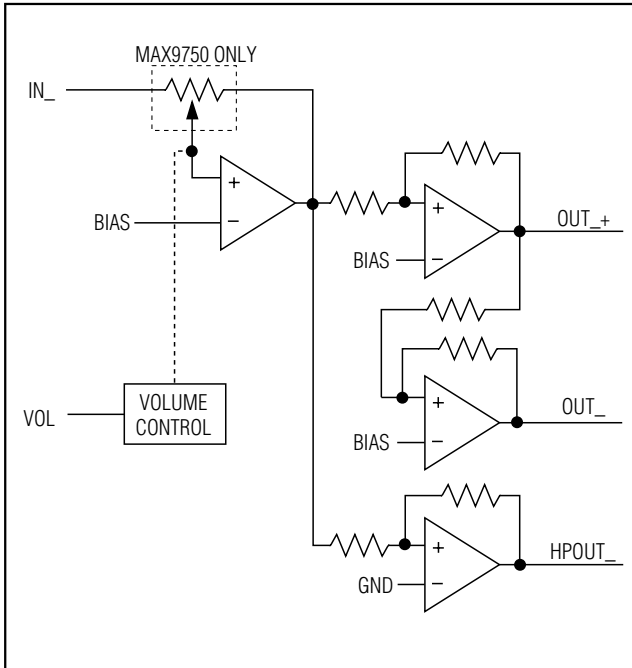 MAX9750 ONLY
IN_
+
−
BIAS
+
−
BIAS
OUT_+
+
−
BIAS
OUT_
VOL
VOLUME
CONTROL
+
−
GND
HPOUT_